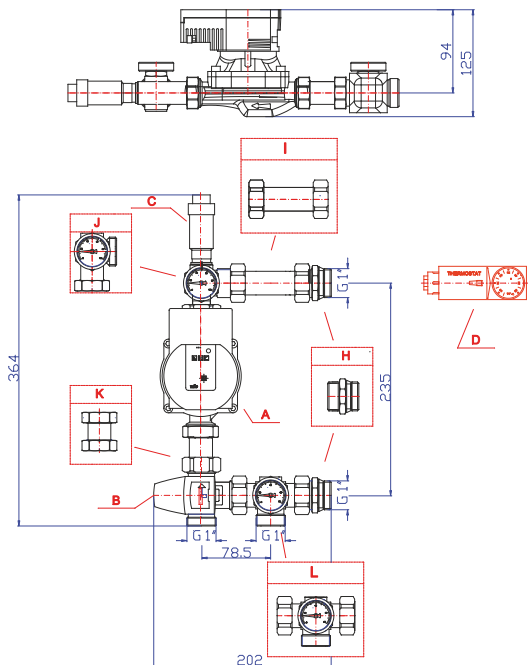 94
125
I
C
J
G 1"
THERMOSTAT
D
364
235
H
K
A
B
G 1"
G 1"
G 1"
78.5
L
202